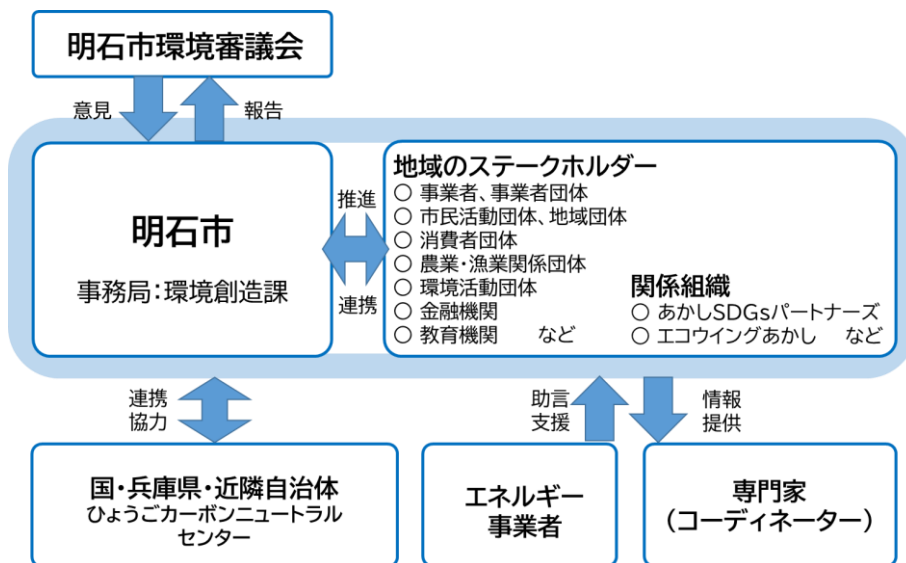 明石市環境審議会
意見
報告
明石市
事務局：環境創造課
推進
連携
地域のステークホルダー
○ 事業者、事業者団体
○ 市民活動団体、地域団体
○ 消費者団体
○ 農業・漁業関係団体
○ 環境活動団体
○ 金融機関
○ 教育機関　など
関係組織
○ あかしSDGsパートナーズ
○ エコウイングあかし　など
連携
協力
助言
支援
情報
提供
国・兵庫県・近隣自治体
ひょうごカーボンニュートラル
センター
エネルギー
事業者
専門家
（コーディネーター）